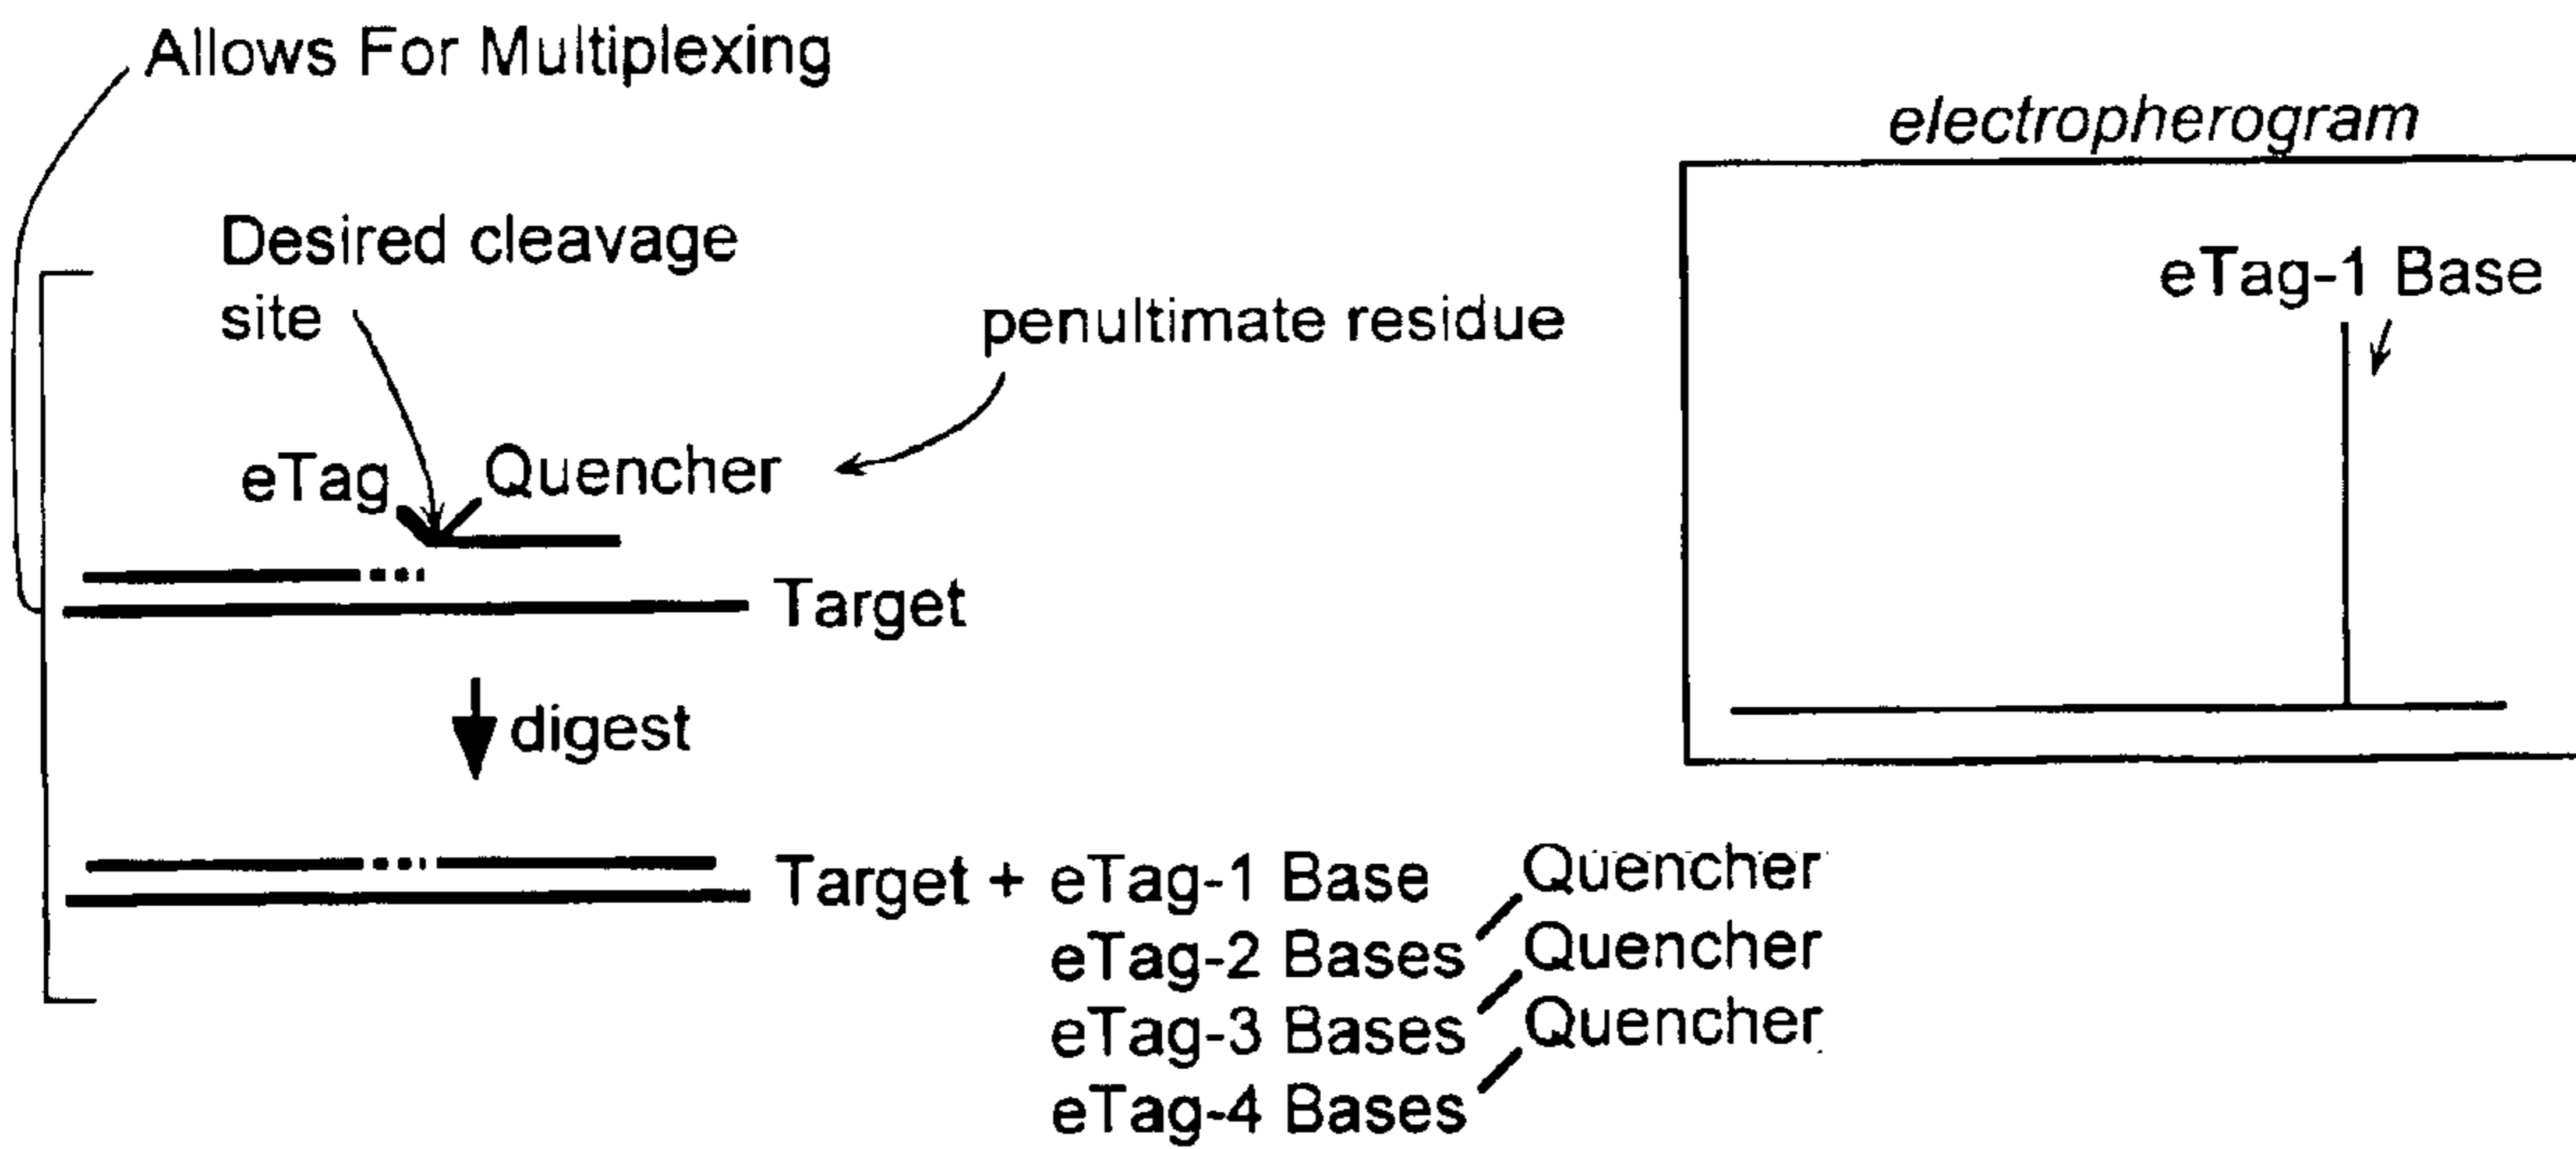 Allows For Multiplexing
electropherogram
Desired cleavage
site
penultimate residue
eTag-1 Base
eTag Quencher
Target
digest
Target + eTag-1 Base
Quencher
eTag-2 Bases
Quencher
eTag-3 Bases
Quencher
eTag-4 Bases